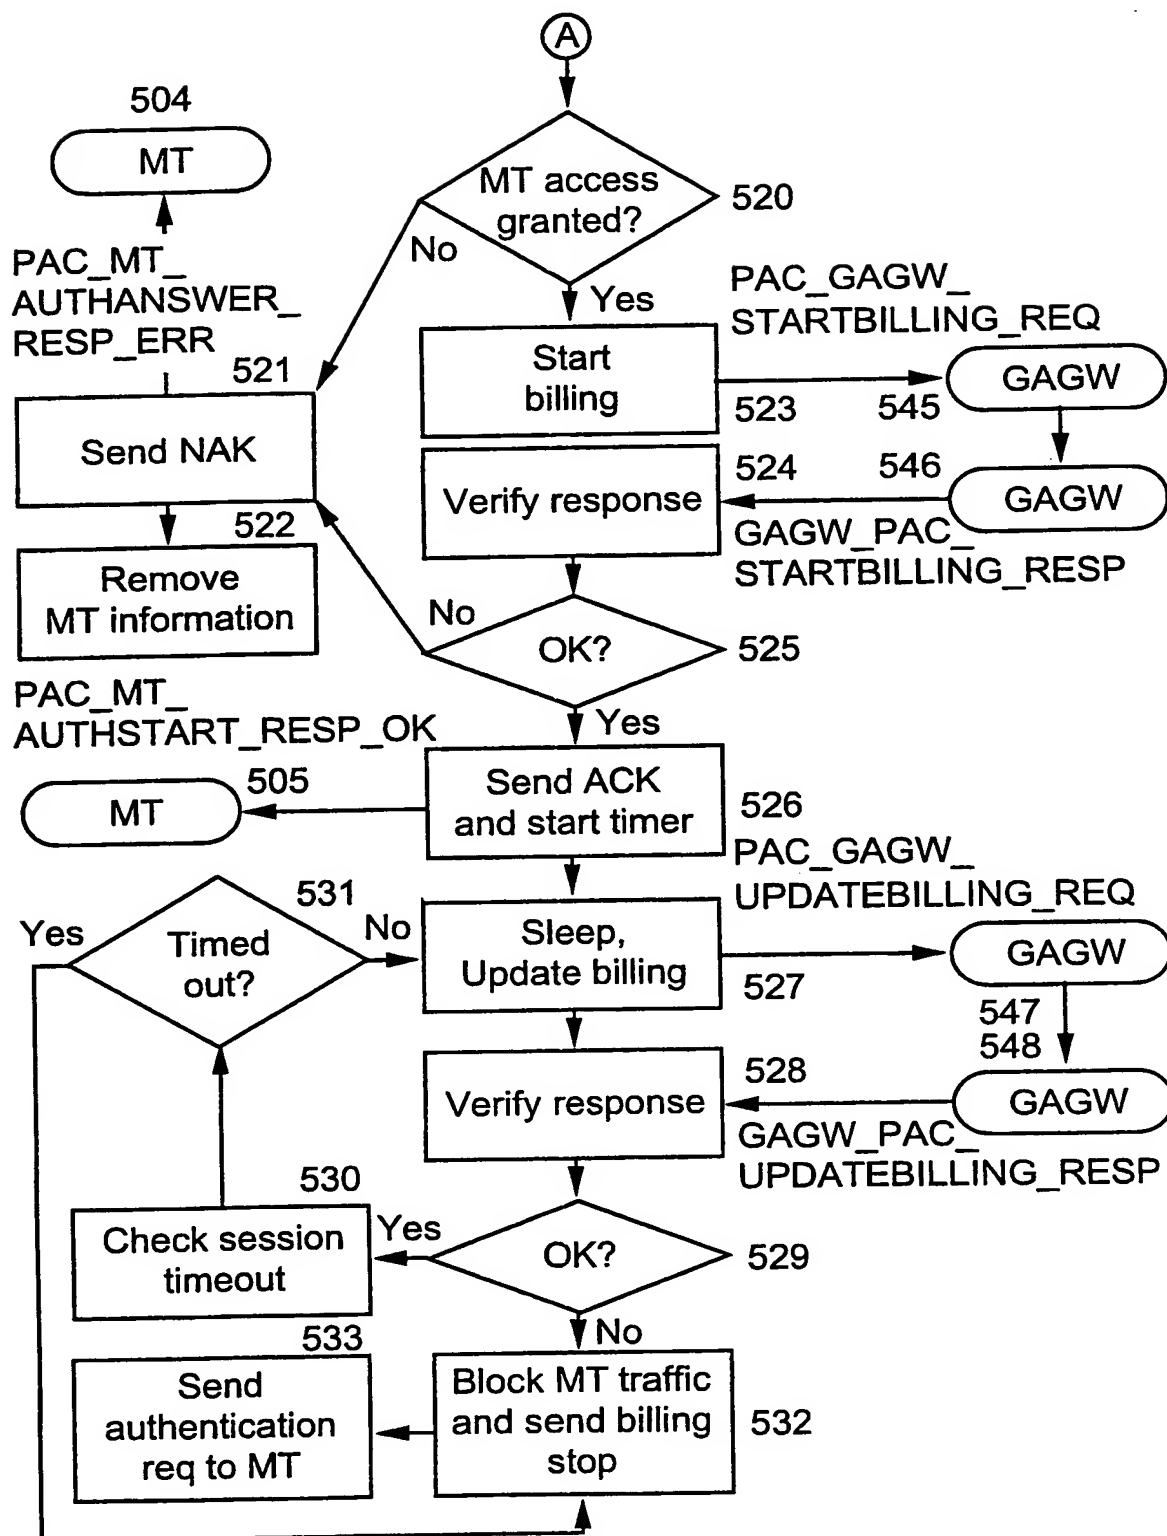 A
504
MT
MT access
granted?
520
No
Yes
PAC_MT_
AUTHANSWER_
RESP_ERR
PAC_GAGW_
STARTBILLING_REQ
521
Start
billing
GAGW
523
545
Send NAK
524
546
Verify response
GAGW
522
GAGW_PAC_
STARTBILLING_RESP
Remove
MT information
No
OK?
525
PAC_MT_
AUTHSTART_RESP_OK
Yes
505
MT
Send ACK
and start timer
526
PAC_GAGW_
UPDATEBILLING_REQ
531
Yes
Timed
out?
No
Sleep,
Update billing
GAGW
527
547
548
528
Verify response
GAGW
GAGW_PAC_
UPDATEBILLING_RESP
530
Check session
timeout
Yes
OK?
529
No
533
Send
authentication
req to MT
Block MT traffic
and send billing
stop
532